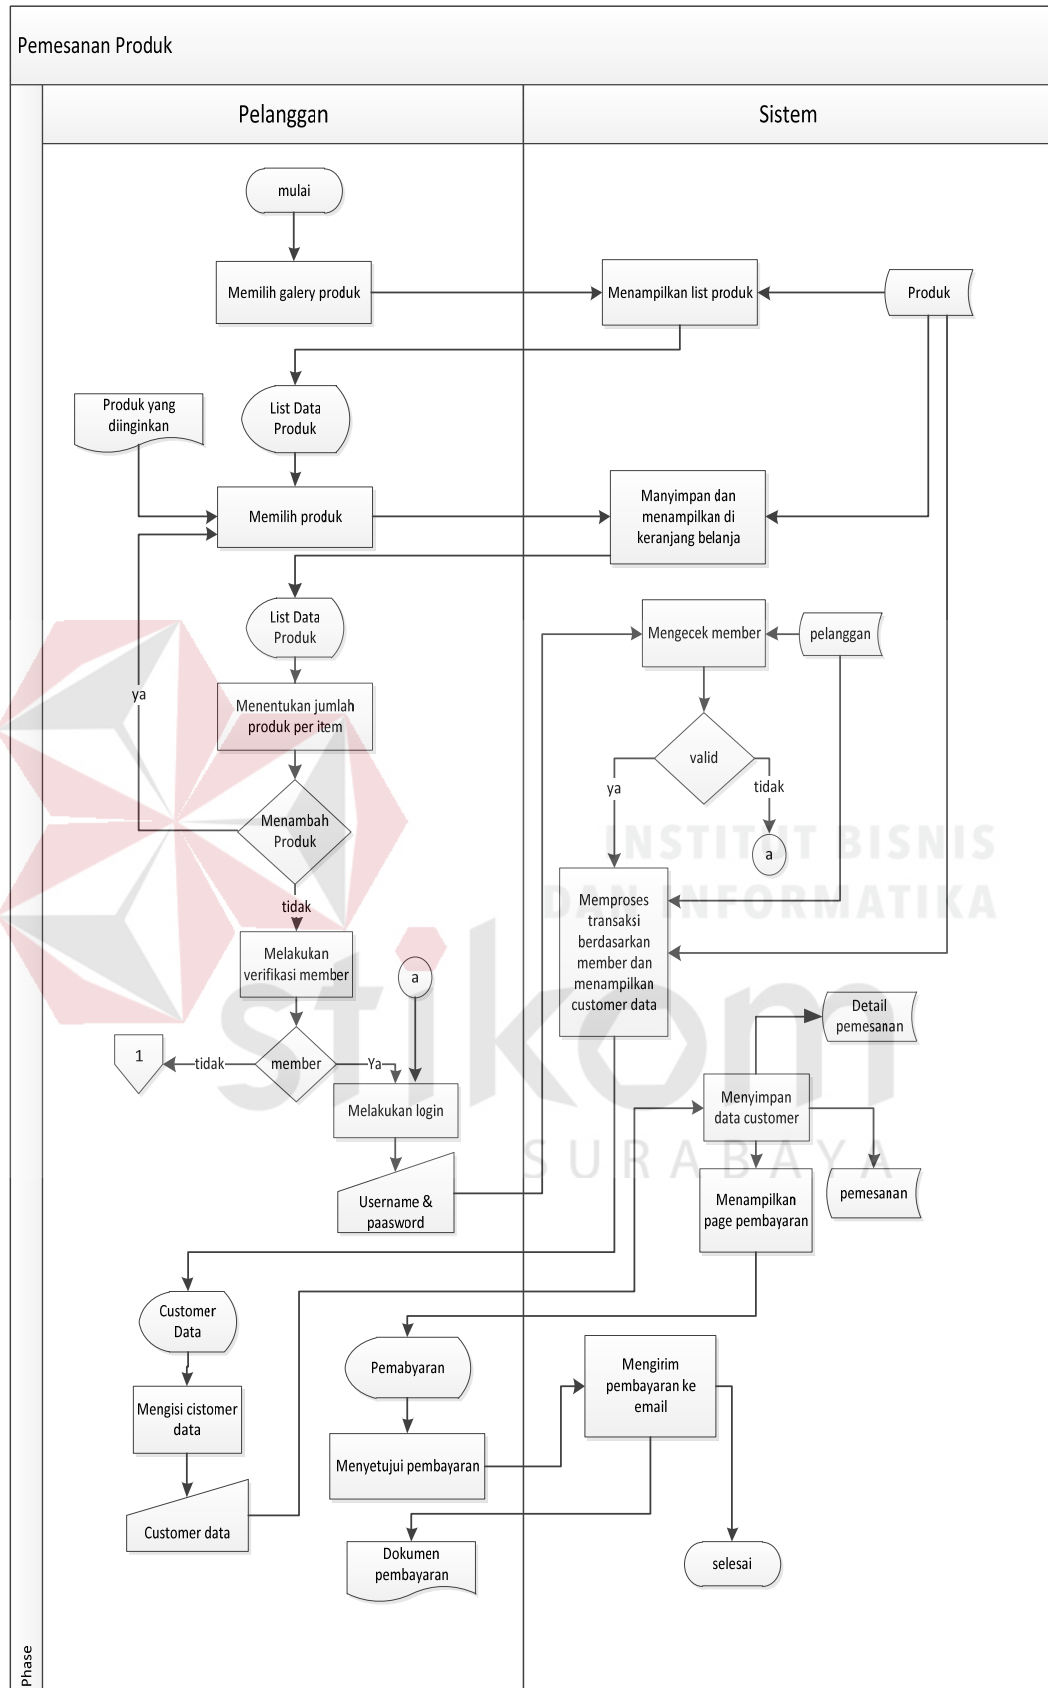 Pemesanan Produk
Pelanggan
Sistem
mulai
Memilih galery produk
Menampilkan list produk
Produk
Produk yang
diinginkan
List Data
Produk
Memilih produk
Manyimpan dan
menampilkan di
keranjang belanja
List Data
Produk
Mengecek member
pelanggan
ya
Menentukan jumlah
produk per item
valid
ya
tidak
Menambah
Produk
a
INSTITUT BISNIS
DAN INFORMATIKA
tidak
Memproses
transaksi
berdasarkan
member dan
menampilkan
customer data
Melakukan
verifikasi member
a
stikom
SURABAYA
Detail
pemesanan
1
tidak
member
Ya
Melakukan login
Menyimpan
data customer
Username &
paasword
Menampilkan
page pembayaran
pemesanan
Customer
Data
Pemabyaran
Mengirim
pembayaran ke
email
Mengisi cistomer
data
Menyetujui pembayaran
Customer data
Dokumen
pembayaran
selesai
Phase